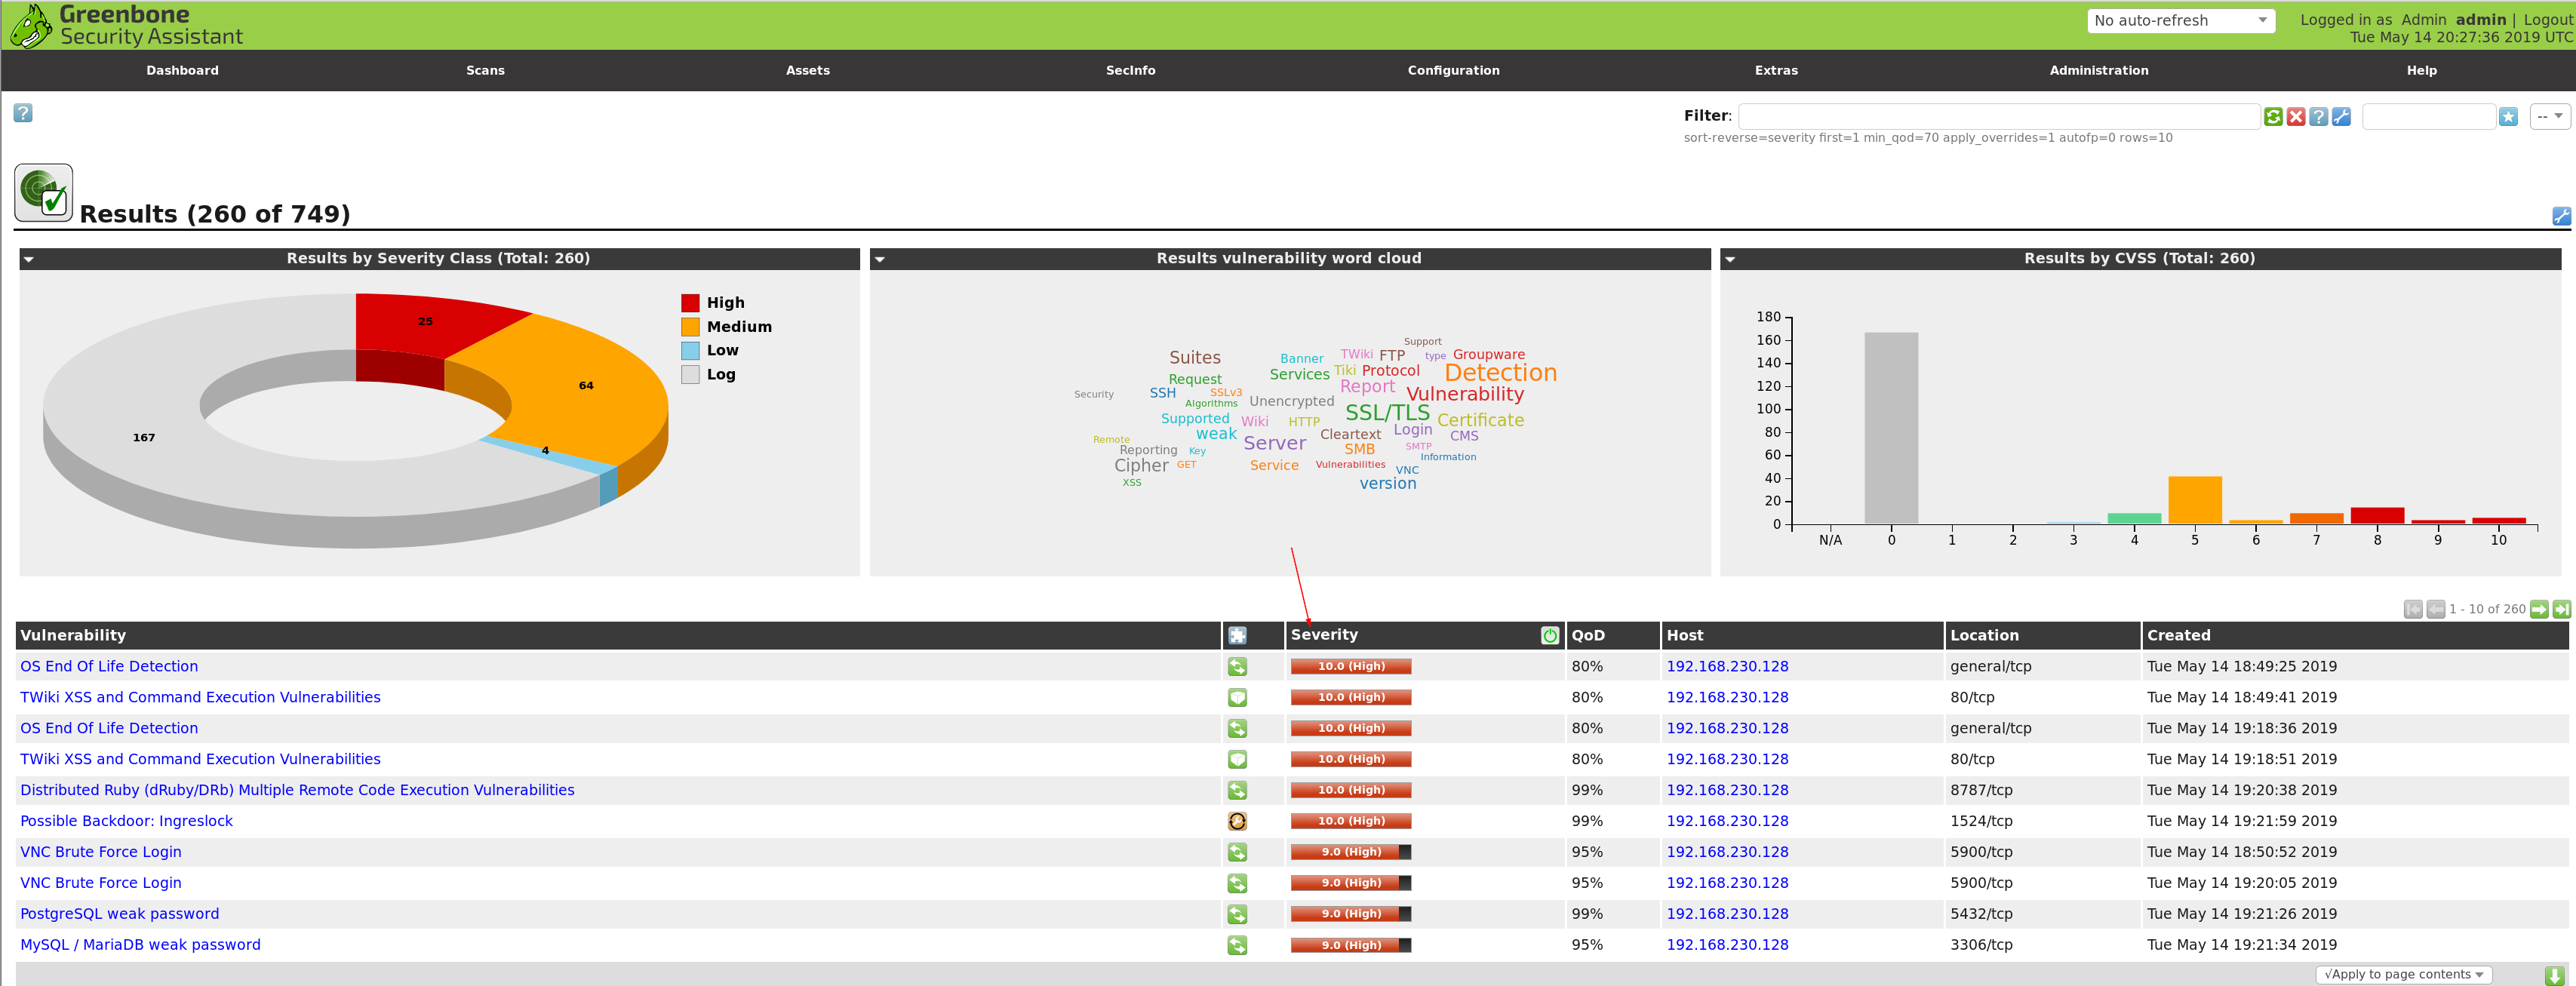 Greenbone
Security Assistant
No auto-refresh
Logged in as Admin admin | Logout
Tue May 14 20:27:36 2019 UTC
Dashboard Scans Assets SecInfo Configuration Extras Administration Help
Filter:
--
sort-reverse=severity first=1 min_qod=70 apply_overrides=1 autofp=0 rows=10
Results (260 of 749)
Results by Severity Class (Total: 260)
25
64
4
167
High
Medium
Low
Log
Results vulnerability word cloud
Support
Suites Banner TWiki FTP type Groupware
Request Services Tiki Protocol Detection
Security SSH SSLv3 Report Vulnerability
Algorithms Unencrypted SSL/TLS
Supported Wiki HTTP Certificate
Remote weak Server Cleartext Login CMS
Reporting Key SMB SMTP
Cipher GET Service Vulnerabilities VNC Information
xss version
Results by CVSS (Total: 260)
180
160
140
120
100
80
60
40
20
0
N/A 0 1 2 3 4 5 6 7 8 9 10
1 - 10 of 260
Vulnerability Severity QoD Host Location Created
OS End Of Life Detection 10.0 (High) 80% 192.168.230.128 general/tcp Tue May 14 18:49:25 2019
TWiki XSS and Command Execution Vulnerabilities 10.0 (High) 80% 192.168.230.128 80/tcp Tue May 14 18:49:41 2019
OS End Of Life Detection 10.0 (High) 80% 192.168.230.128 general/tcp Tue May 14 19:18:36 2019
TWiki XSS and Command Execution Vulnerabilities 10.0 (High) 80% 192.168.230.128 80/tcp Tue May 14 19:18:51 2019
Distributed Ruby (dRuby/DRb) Multiple Remote Code Execution Vulnerabilities 10.0 (High) 99% 192.168.230.128 8787/tcp Tue May 14 19:20:38 2019
Possible Backdoor: Ingreslock 10.0 (High) 99% 192.168.230.128 1524/tcp Tue May 14 19:21:59 2019
VNC Brute Force Login 9.0 (High) 95% 192.168.230.128 5900/tcp Tue May 14 18:50:52 2019
VNC Brute Force Login 9.0 (High) 95% 192.168.230.128 5900/tcp Tue May 14 19:20:05 2019
PostgreSQL weak password 9.0 (High) 99% 192.168.230.128 5432/tcp Tue May 14 19:21:26 2019
MySQL / MariaDB weak password 9.0 (High) 95% 192.168.230.128 3306/tcp Tue May 14 19:21:34 2019
√Apply to page contents